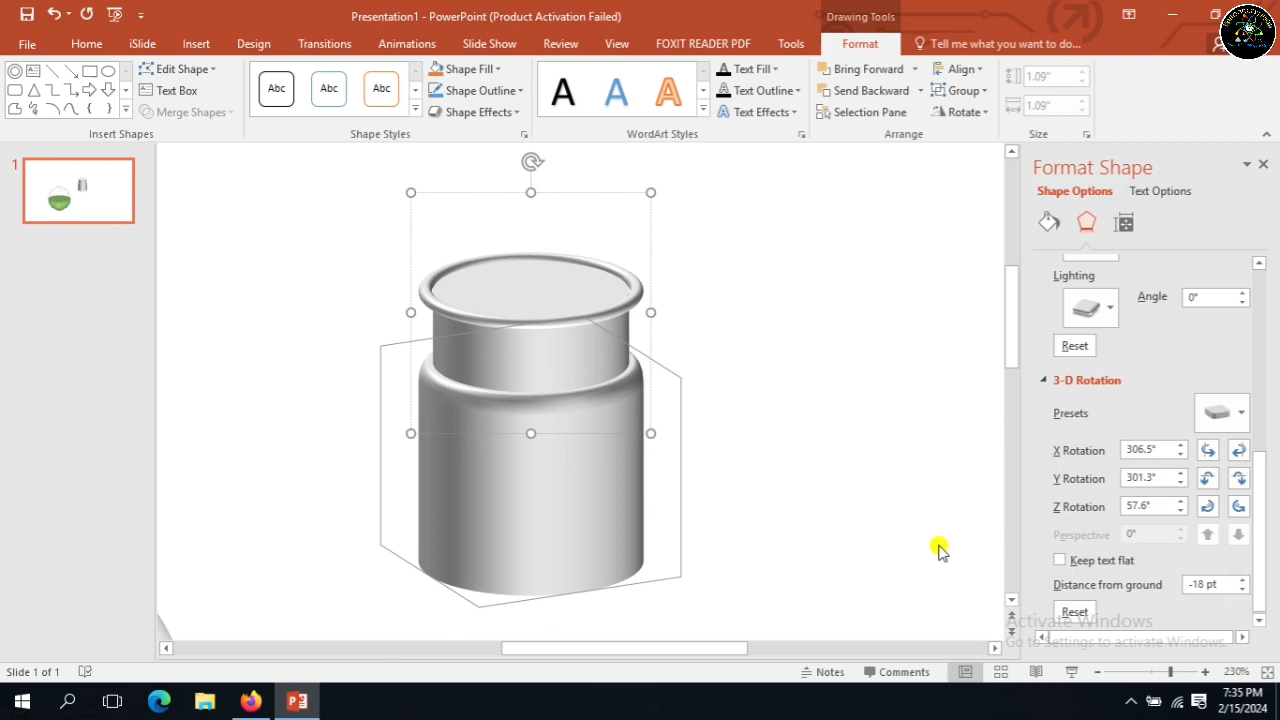 Presentation1 - PowerPoint (Product Activation Failed)
Drawing Tools
File Home iSlide Insert Design Transitions Animations Slide Show Review View FOXIT READER PDF Tools Format Tell me what you want to do...
Edit Shape
Text Box
Merge Shapes
Insert Shapes
Abc Abc Abc
Shape Fill
Shape Outline
Shape Effects
Shape Styles
A A A
Text Fill
Text Outline
Text Effects
WordArt Styles
Bring Forward
Send Backward
Selection Pane
Align
Group
Rotate
Arrange
1.09"
1.09"
Size
1
Format Shape
Shape Options Text Options
Lighting
Angle 0°
Reset
3-D Rotation
Presets
X Rotation 306.5°
Y Rotation 301.3°
Z Rotation 57.6°
Perspective 0°
Keep text flat
Distance from ground -18 pt
Reset
Activate Windows
Go to Settings to activate Windows.
Slide 1 of 1
Notes Comments 230%
7:35 PM
2/15/2024